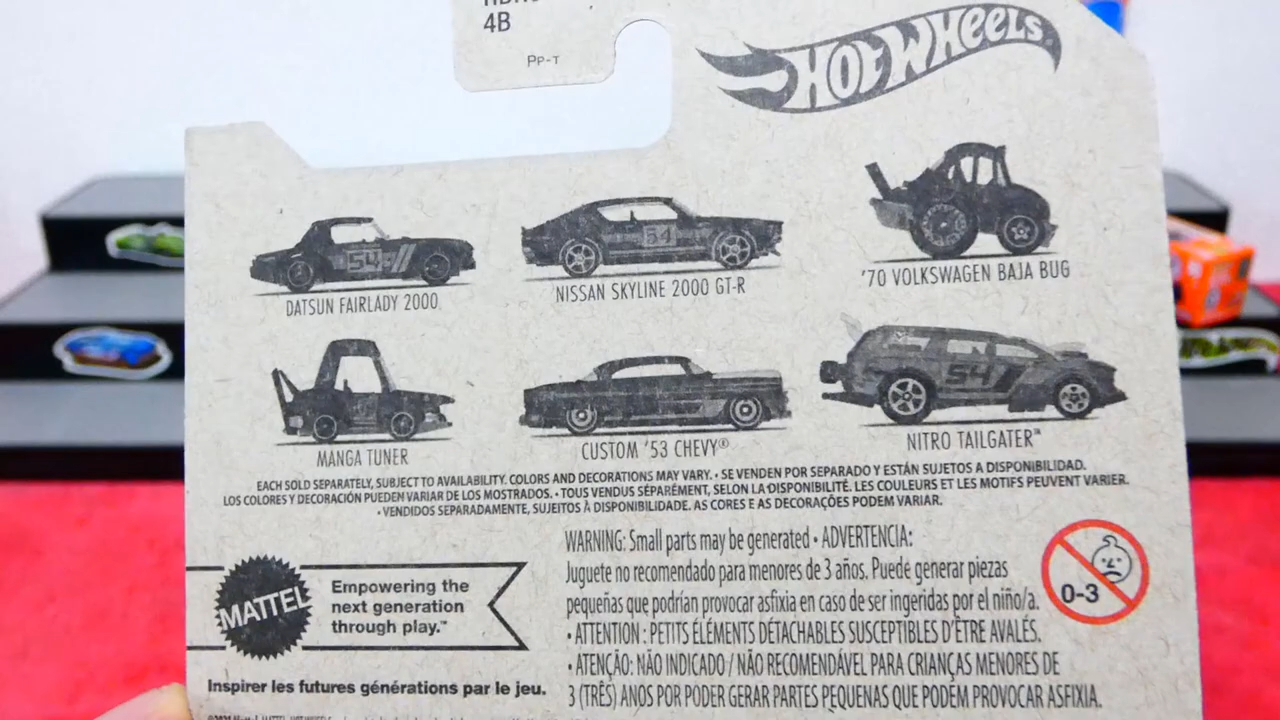 4B
PP-T
HOT WHEELS
54
54
DATSUN FAIRLADY 2000
NISSAN SKYLINE 2000 GT-R
'70 VOLKSWAGEN BAJA BUG
54
MANGA TUNER
CUSTOM '53 CHEVY®
NITRO TAILGATER™
EACH SOLD SEPARATELY, SUBJECT TO AVAILABILITY. COLORS AND DECORATIONS MAY VARY. • SE VENDEN POR SEPARADO Y ESTÁN SUJETOS A DISPONIBILIDAD.
LOS COLORES Y DECORACIÓN PUEDEN VARIAR DE LOS MOSTRADOS. • TOUS VENDUS SÉPARÉMENT, SELON LA DISPONIBILITÉ. LES COULEURS ET LES MOTIFS PEUVENT VARIER.
• VENDIDOS SEPARADAMENTE, SUJEITOS À DISPONIBILIDADE. AS CORES E AS DECORAÇÕES PODEM VARIAR.
MATTEL
Empowering the
next generation
through play.™
Inspirer les futures générations par le jeu.
WARNING: Small parts may be generated • ADVERTENCIA:
Juguete no recomendado para menores de 3 años. Puede generar piezas
pequeñas que podrían provocar asfixia en caso de ser ingeridas por el niño/a.
• ATTENTION : PETITS ÉLÉMENTS DÉTACHABLES SUSCEPTIBLES D'ÊTRE AVALÉS.
• ATENÇÃO: NÃO INDICADO / NÃO RECOMENDÁVEL PARA CRIANÇAS MENORES DE
3 (TRÊS) ANOS POR PODER GERAR PARTES PEQUENAS QUE PODEM PROVOCAR ASFIXIA.
0-3